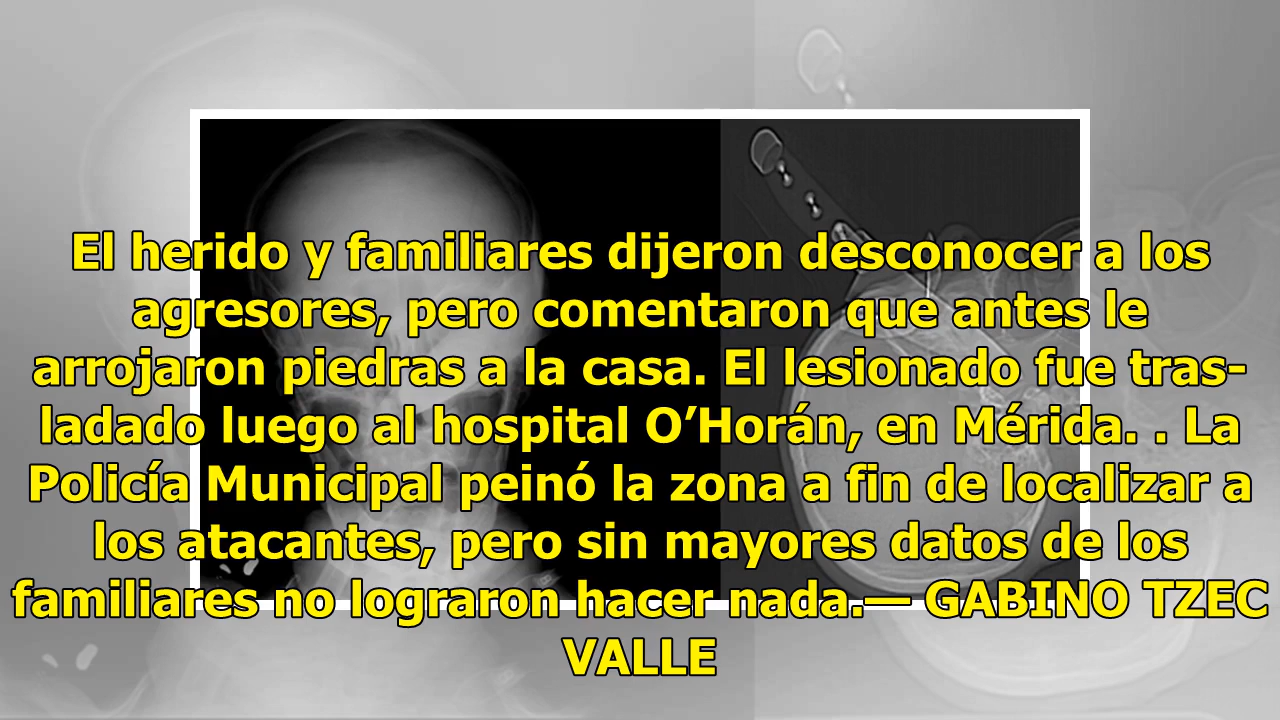 El herido y familiares dijeron desconocer a los
agresores, pero comentaron que antes le
arrojaron piedras a la casa. El lesionado fue tras-
ladado luego al hospital O’Horán, en Mérida. . La
Policía Municipal peinó la zona a fin de localizar a
los atacantes, pero sin mayores datos de los
familiares no lograron hacer nada.— GABINO TZEC
VALLE